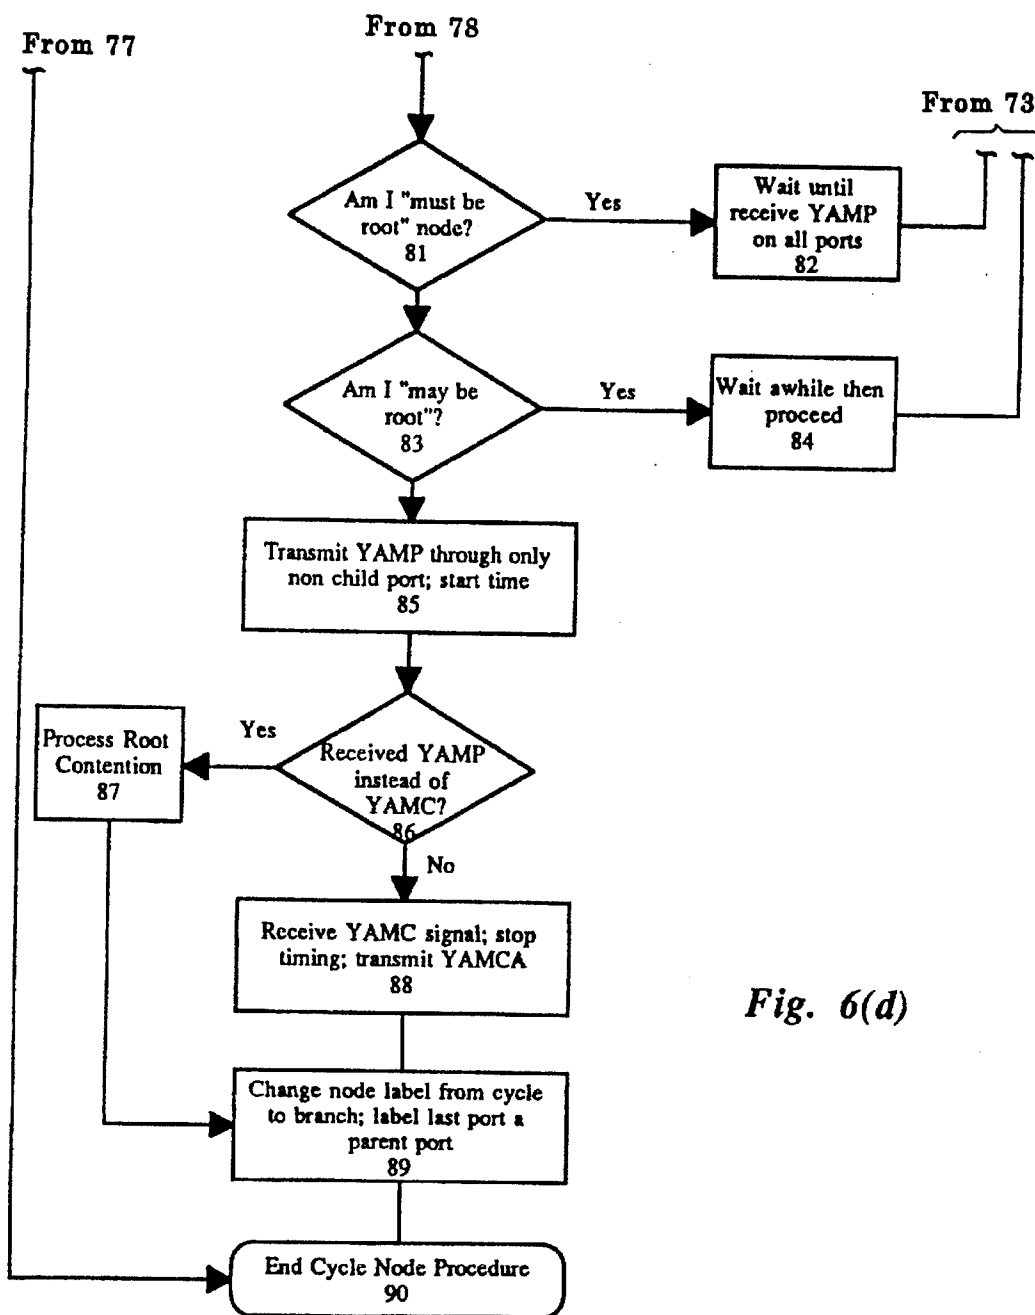 From 77
From 78
From 73
Am I "must be
root" node?
81
Yes
Wait until
receive YAMP
on all ports
82
Am I "may be
root"?
83
Yes
Wait awhile then
proceed
84
Transmit YAMP through only
non child port; start time
85
Received YAMP
instead of
YAMC?
86
Yes
Process Root
Contention
87
No
Receive YAMC signal; stop
timing; transmit YAMCA
88
Change node label from cycle
to branch; label last port a
parent port
89
End Cycle Node Procedure
90
Fig. 6(d)